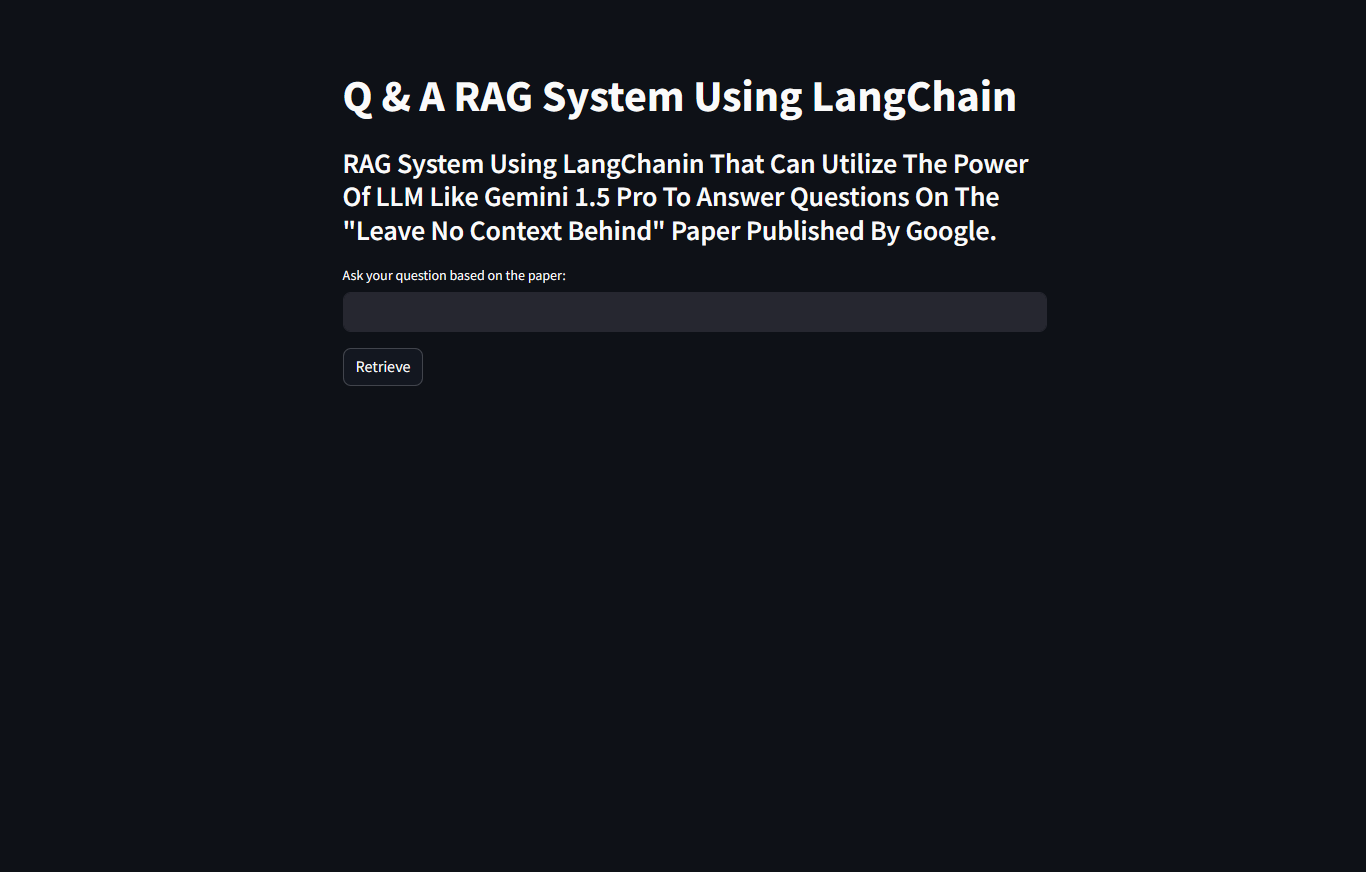 Q & A RAG System Using LangChain
RAG System Using LangChanin That Can Utilize The Power
Of LLM Like Gemini 1.5 Pro To Answer Questions On The
"Leave No Context Behind" Paper Published By Google.
Ask your question based on the paper:
Retrieve